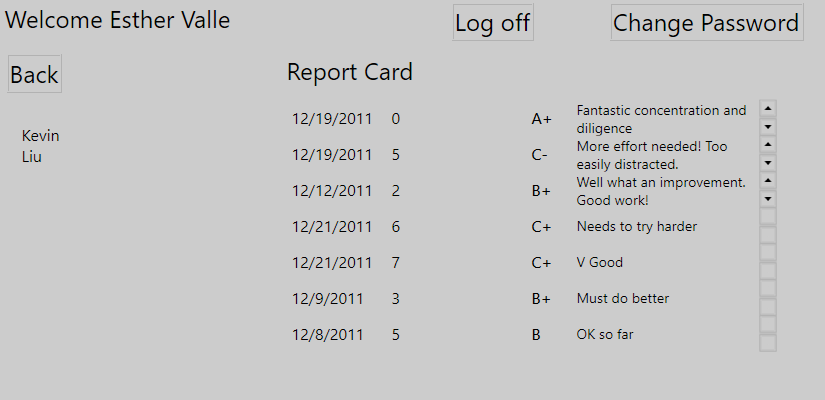 Welcome Esther Valle
Log off
Change Password
Back
Report Card
Kevin
Liu
12/19/2011 0 A+ Fantastic concentration and
diligence
12/19/2011 5 C- More effort needed! Too
easily distracted.
12/12/2011 2 B+ Well what an improvement.
Good work!
12/21/2011 6 C+ Needs to try harder
12/21/2011 7 C+ V Good
12/9/2011 3 B+ Must do better
12/8/2011 5 B OK so far